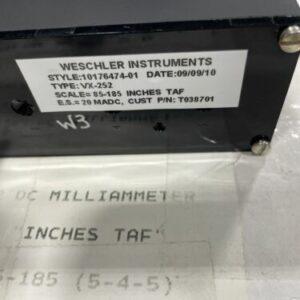 WESCHLER INSTRUMENTS
STYLE:10176474-01 DATE:09/09/10
TYPE: VX-252
SCALE= 85-185 INCHES TAF
E.S.= 20 MADC, CUST P/N: T038701
W3
DC MILLIAMMETER
"INCHES TAF"
-185 (5-4-5)